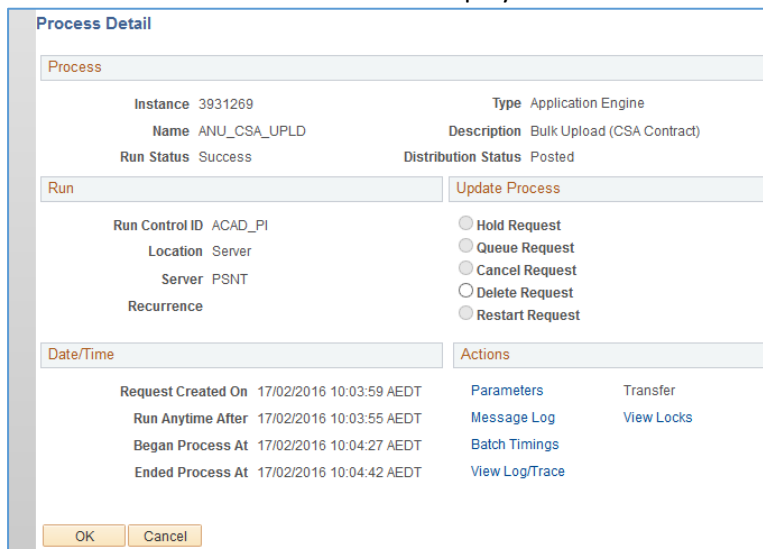 Process Detail
Process
Instance 3931269 Type Application Engine
Name ANU_CSA_UPLD Description Bulk Upload (CSA Contract)
Run Status Success Distribution Status Posted
Run Update Process
Run Control ID ACAD_PI Hold Request
Location Server Queue Request
Server PSNT Cancel Request
Recurrence Delete Request
Restart Request
Date/Time Actions
Request Created On 17/02/2016 10:03:59 AEDT Parameters Transfer
Run Anytime After 17/02/2016 10:03:55 AEDT Message Log View Locks
Began Process At 17/02/2016 10:04:27 AEDT Batch Timings
Ended Process At 17/02/2016 10:04:42 AEDT View Log/Trace
OK Cancel